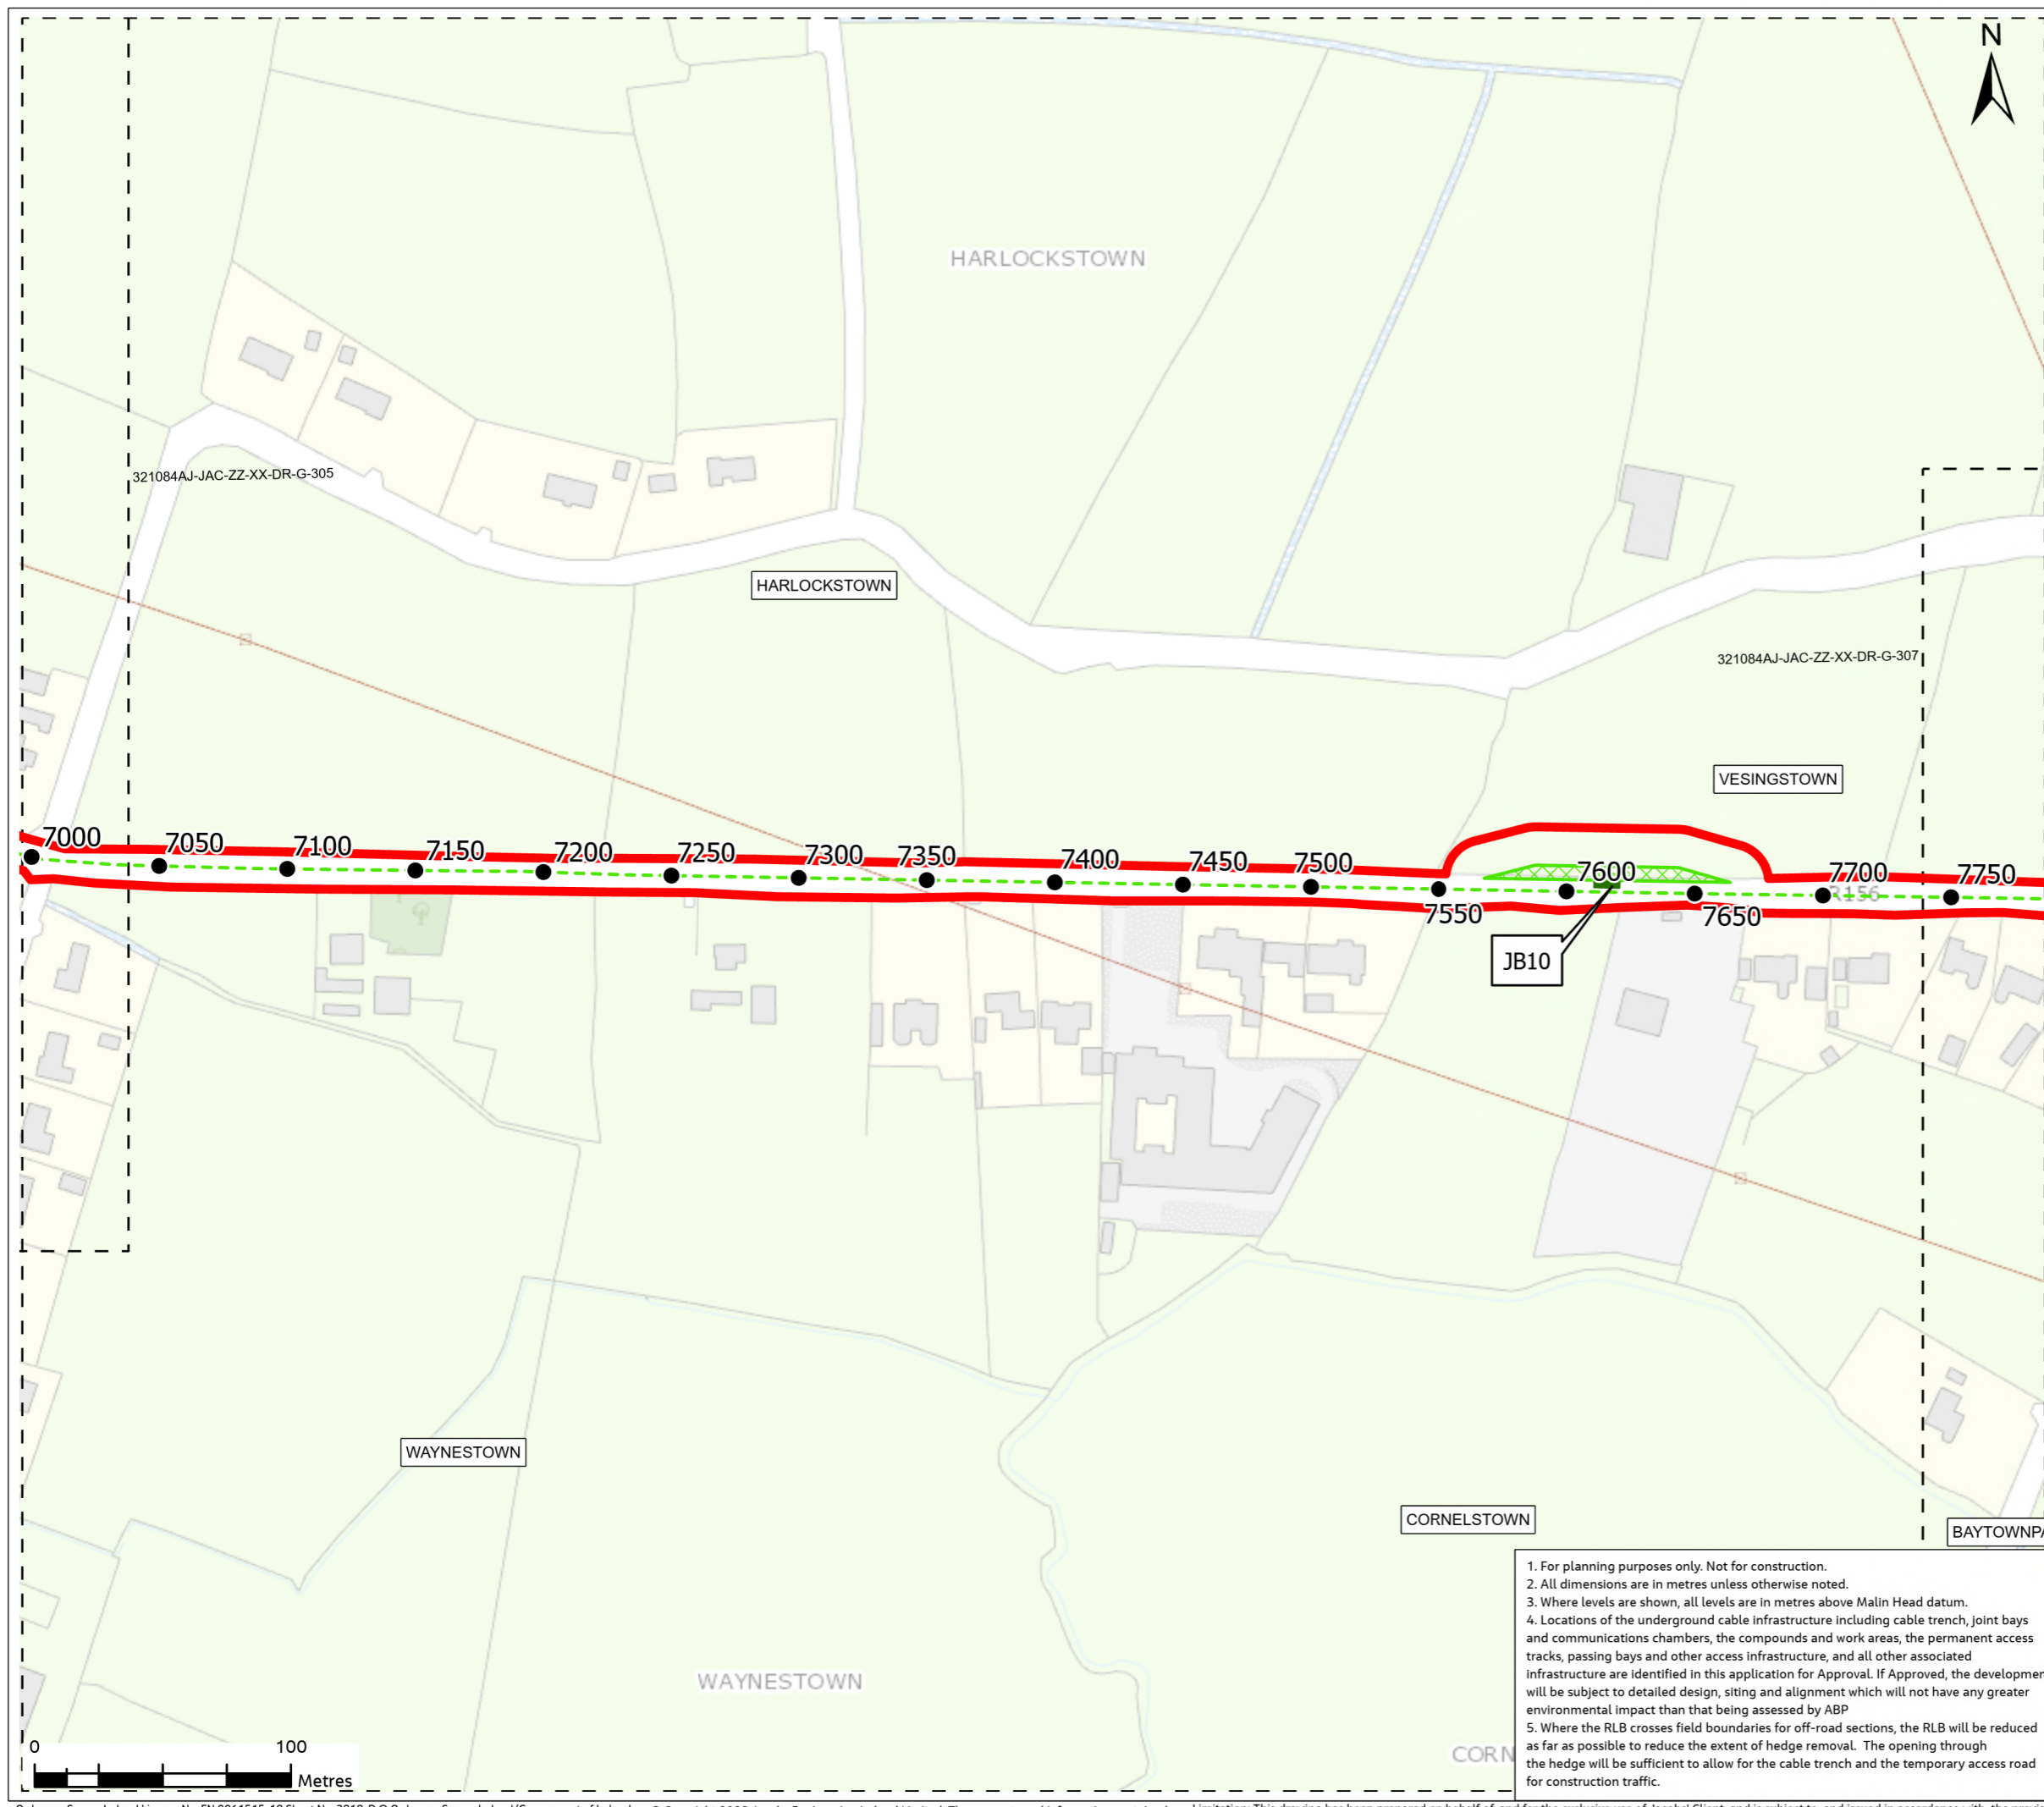 N
HARLOCKSTOWN
321084AJ-JAC-ZZ-XX-DR-G-305
HARLOCKSTOWN
321084AJ-JAC-ZZ-XX-DR-G-307
VESINGSTOWN
7000
7050
7100
7150
7200
7250
7300
7350
7400
7450
7500
7550
7600
7650
7700
7750
R156
JB10
WAYNESTOWN
CORNELSTOWN
BAYTOWNPA
WAYNESTOWN
CORN
1. For planning purposes only. Not for construction.
2. All dimensions are in metres unless otherwise noted.
3. Where levels are shown, all levels are in metres above Malin Head datum.
4. Locations of the underground cable infrastructure including cable trench, joint bays
and communications chambers, the compounds and work areas, the permanent access
tracks, passing bays and other access infrastructure, and all other associated
infrastructure are identified in this application for Approval. If Approved, the developmen
will be subject to detailed design, siting and alignment which will not have any greater
environmental impact than that being assessed by ABP
5. Where the RLB crosses field boundaries for off-road sections, the RLB will be reduced
as far as possible to reduce the extent of hedge removal. The opening through
the hedge will be sufficient to allow for the cable trench and the temporary access road
for construction traffic.
0 100
Metres